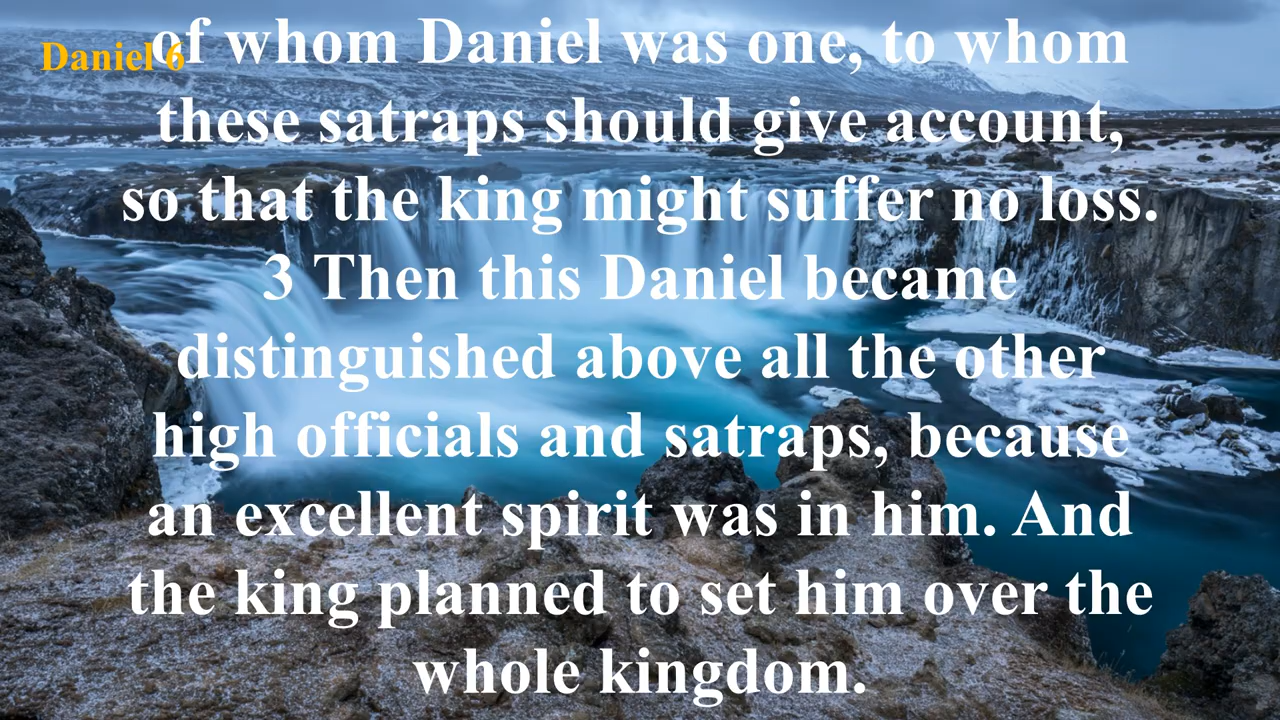 Daniel 6
of whom Daniel was one, to whom
these satraps should give account,
so that the king might suffer no loss.
3 Then this Daniel became
distinguished above all the other
high officials and satraps, because
an excellent spirit was in him. And
the king planned to set him over the
whole kingdom.